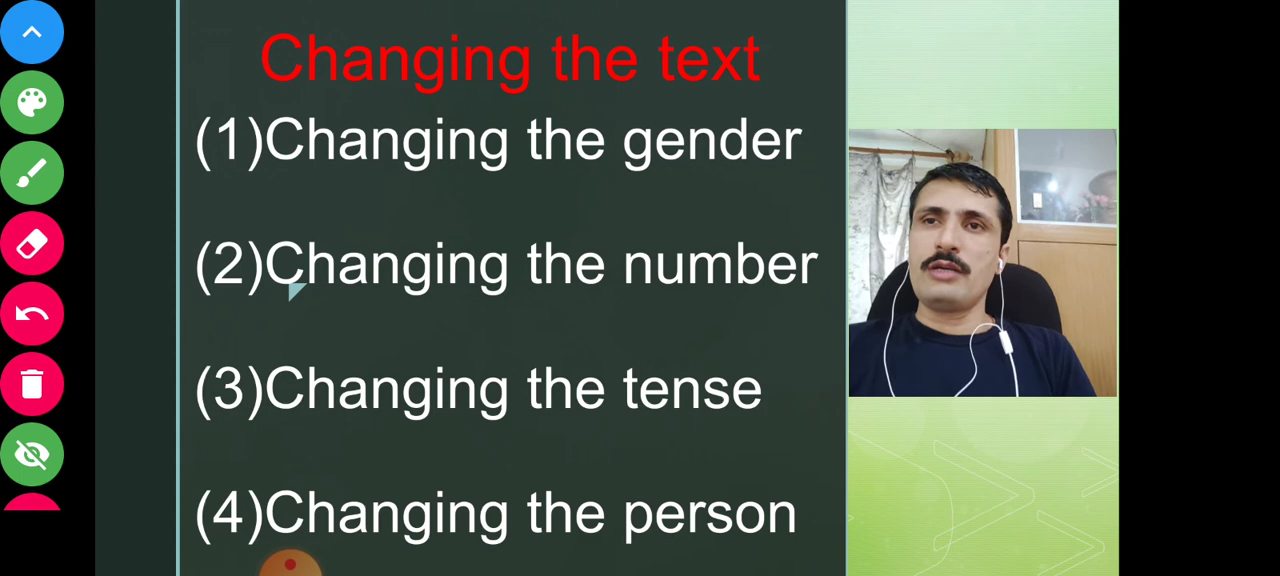 Changing the text
(1)Changing the gender
(2)Changing the number
(3)Changing the tense
(4)Changing the person